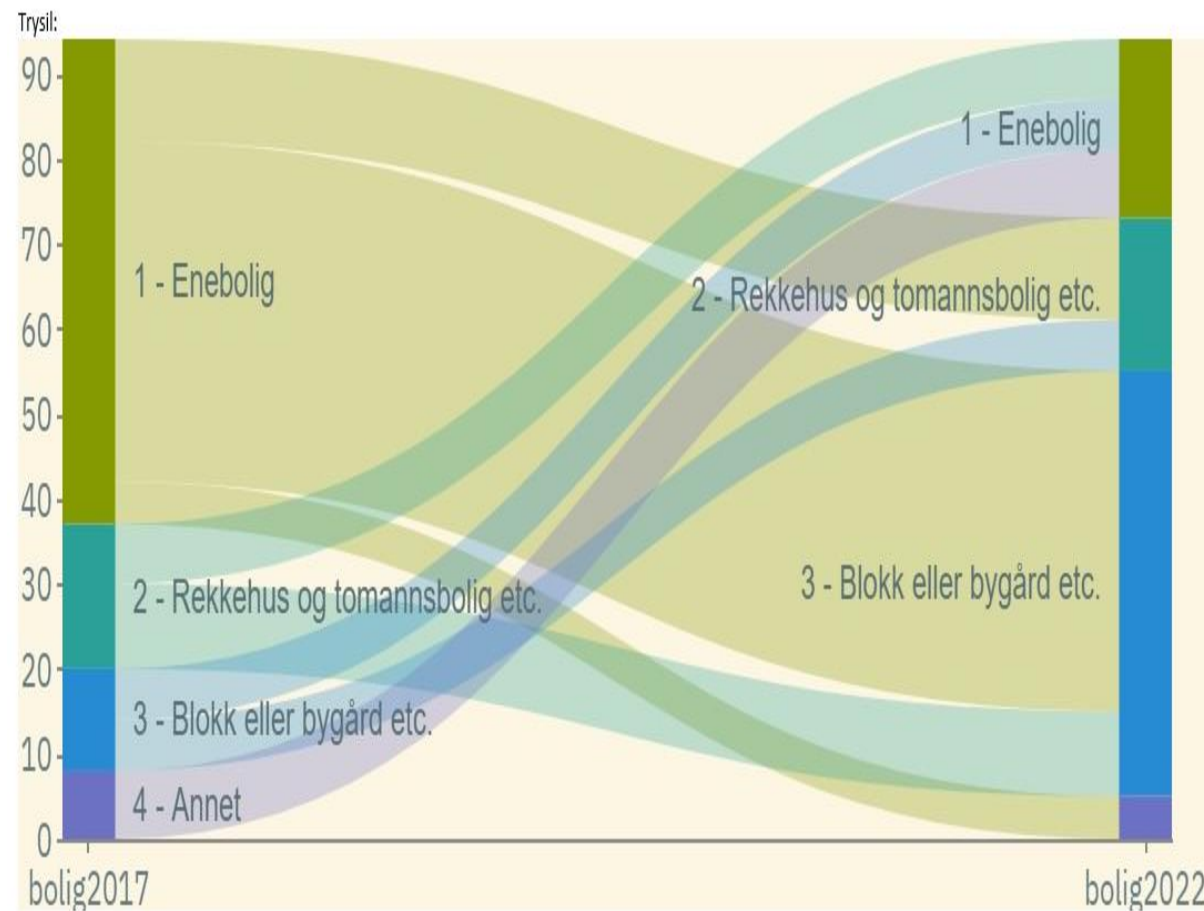 Trysil:
90
80
1 - Enebolig
70
1 - Enebolig
2 - Rekkehus og tomannsbolig etc.
60
50
40
30
2 - Rekkehus og tomannsbolig etc.
3 - Blokk eller bygård etc.
20
3 - Blokk eller bygård etc.
10
4 - Annet
0
bolig2017
bolig2022